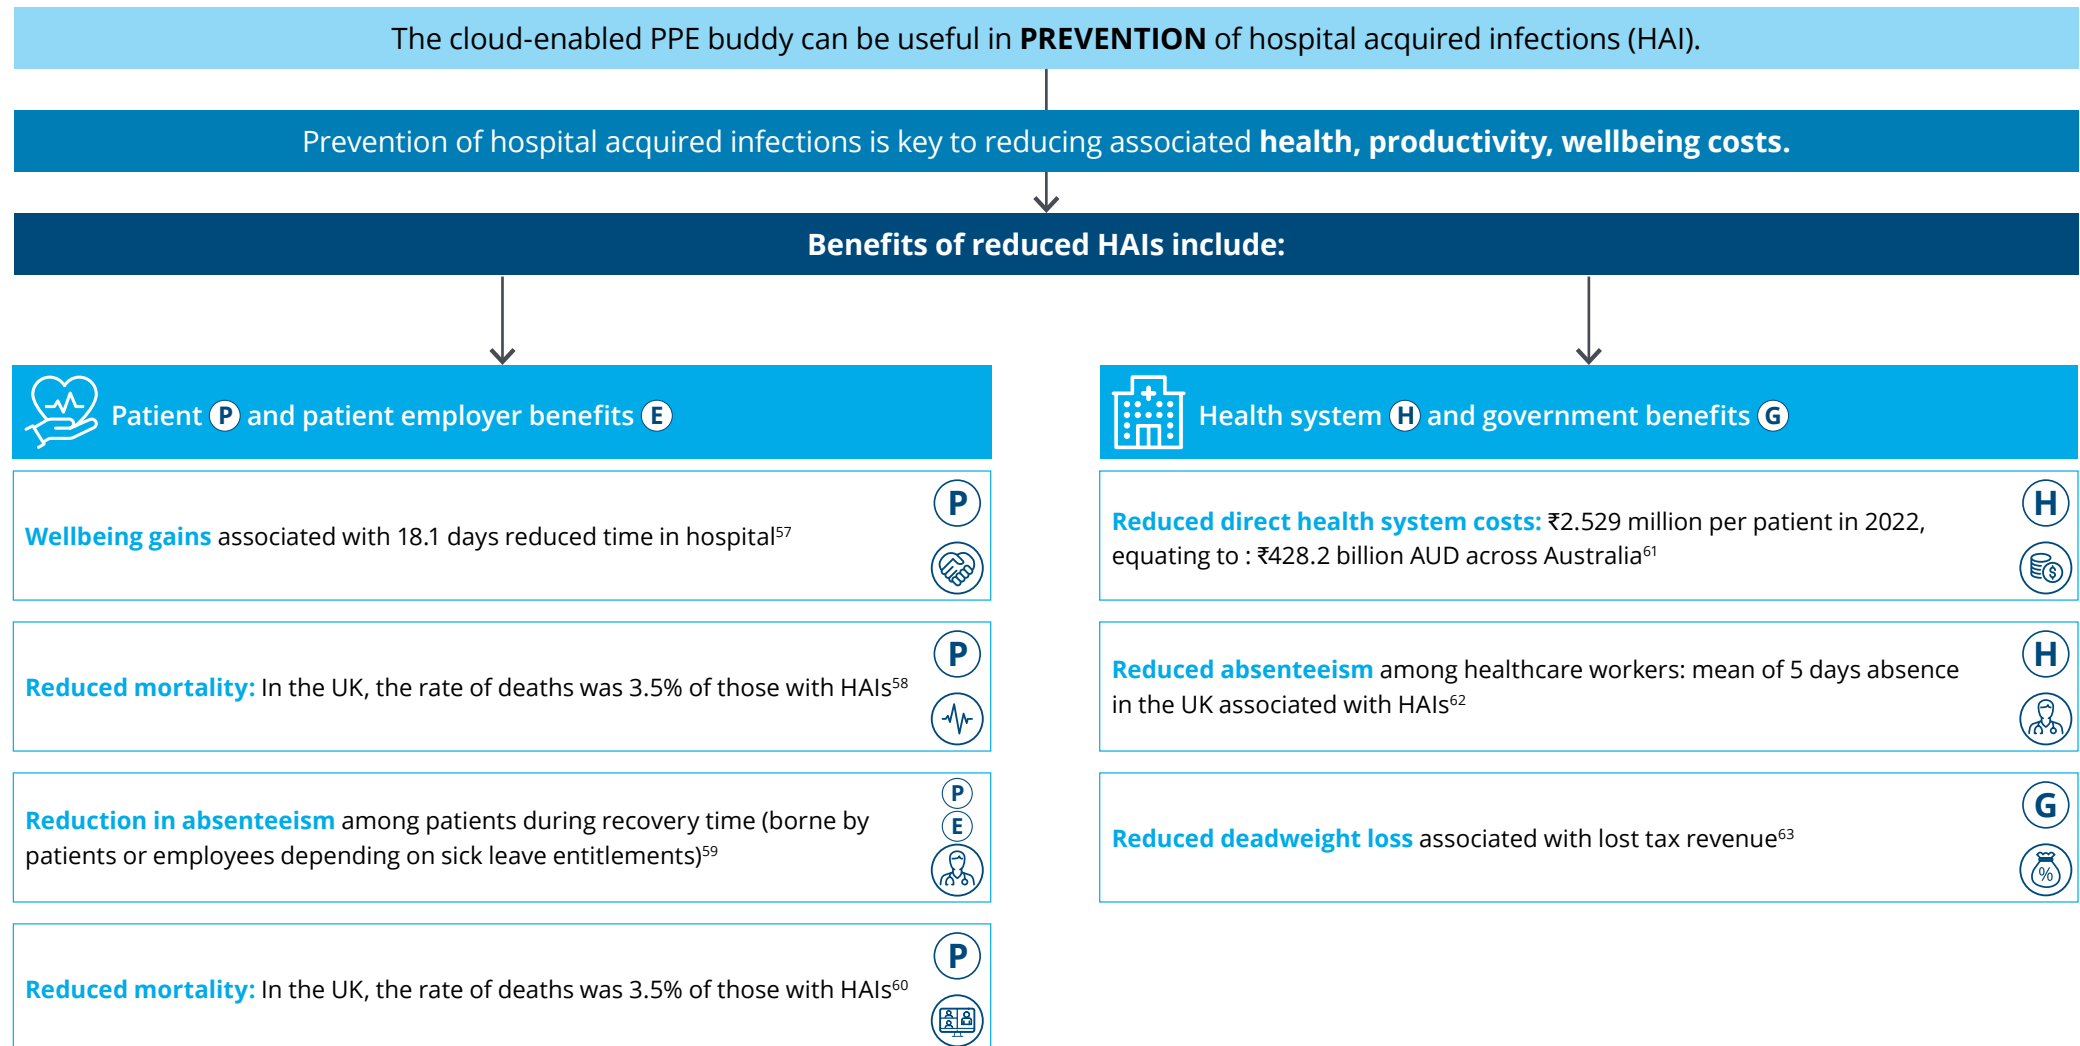 The cloud-enabled PPE buddy can be useful in PREVENTION of hospital acquired infections (HAI).
Prevention of hospital acquired infections is key to reducing associated health, productivity, wellbeing costs.
Benefits of reduced HAIs include:
Patient P and patient employer benefits E
Wellbeing gains associated with 18.1 days reduced time in hospital57
P
Reduced mortality: In the UK, the rate of deaths was 3.5% of those with HAIs58
P
Reduction in absenteeism among patients during recovery time (borne by
patients or employees depending on sick leave entitlements)59
P
E
Reduced mortality: In the UK, the rate of deaths was 3.5% of those with HAIs60
P
Health system H and government benefits G
Reduced direct health system costs: ₹2.529 million per patient in 2022,
equating to : ₹428.2 billion AUD across Australia61
H
$
Reduced absenteeism among healthcare workers: mean of 5 days absence
in the UK associated with HAIs62
H
Reduced deadweight loss associated with lost tax revenue63
G
%